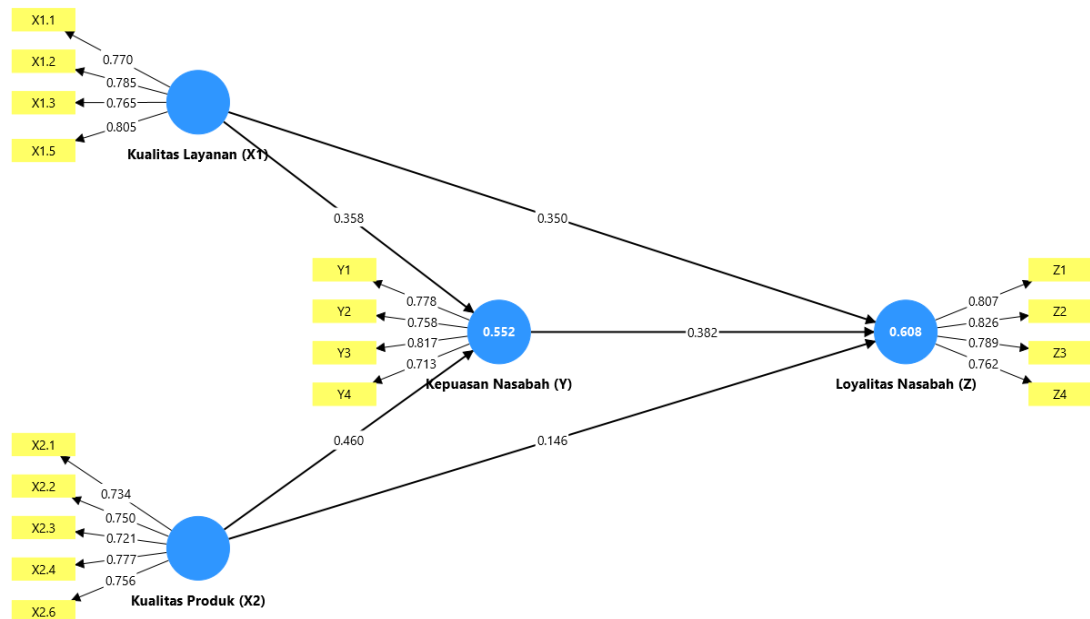 X1.1
0.770
X1.2
0.785
X1.3
0.765
X1.5
0.805
Kualitas Layanan (X1)
0.358
0.350
Y1
0.778
Y2
0.758
Y3
0.817
Y4
0.713
0.552
Kepuasan Nasabah (Y)
0.382
0.608
Loyalitas Nasabah (Z)
Z1
0.807
Z2
0.826
Z3
0.789
Z4
0.762
0.460
0.146
X2.1
0.734
X2.2
0.750
X2.3
0.721
X2.4
0.777
X2.6
0.756
Kualitas Produk (X2)